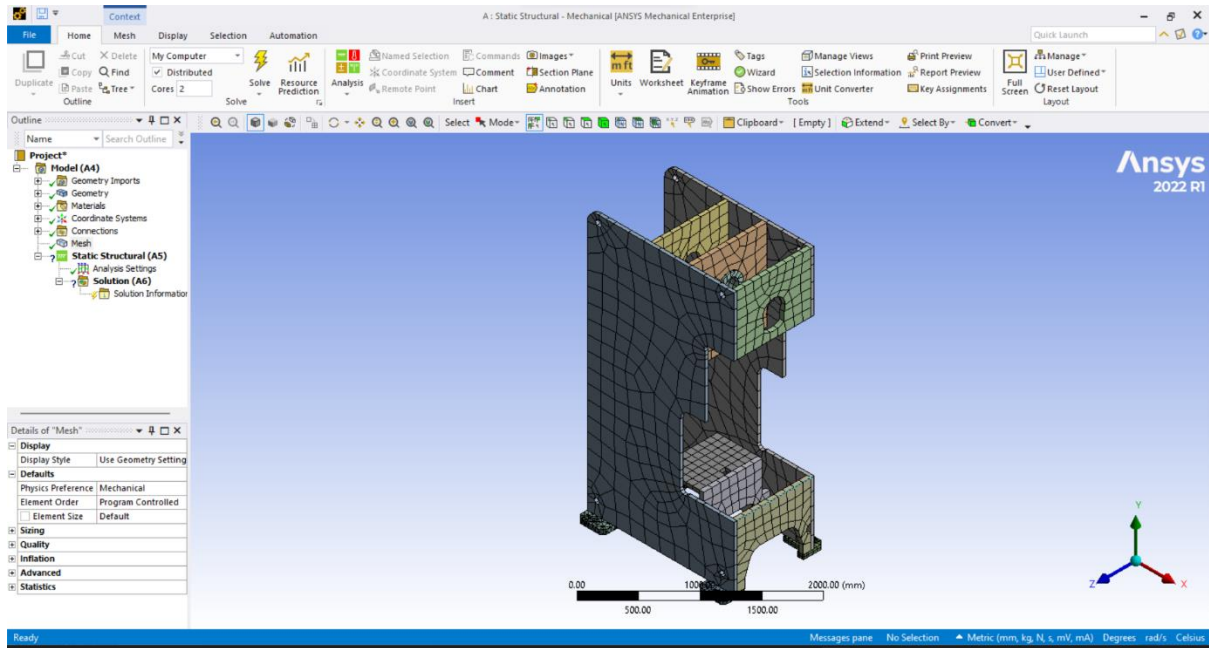 Context
A : Static Structural - Mechanical [ANSYS Mechanical Enterprise]
File Home Mesh Display Selection Automation
Quick Launch
Duplicate
Cut
Copy
Paste
Delete
Find
Tree
Outline
My Computer
Distributed
Cores 2
Solve
Resource Prediction
Solve
Analysis
Named Selection
Coordinate System
Remote Point
Commands
Comment
Chart
Images
Section Plane
Annotation
Insert
Units
Worksheet
Keyframe Animation
Tags
Wizard
Show Errors
Manage Views
Selection Information
Unit Converter
Print Preview
Report Preview
Key Assignments
Tools
Full Screen
Manage
User Defined
Reset Layout
Layout
Outline
Select Mode Clipboard [Empty] Extend Select By Convert
Name Search Outline
Project*
Model (A4)
Geometry Imports
Geometry
Materials
Coordinate Systems
Connections
Mesh
Static Structural (A5)
Analysis Settings
Solution (A6)
Solution Informatior
Ansys
2022 R1
Details of "Mesh"
Display
Display Style Use Geometry Setting
Defaults
Physics Preference Mechanical
Element Order Program Controlled
Element Size Default
Sizing
Quality
Inflation
Advanced
Statistics
0.00 2000.00 (mm)
500.00 1500.00
Y
Z X
Ready
Messages pane No Selection Metric (mm, kg, N, s, mV, mA) Degrees rad/s Celsius